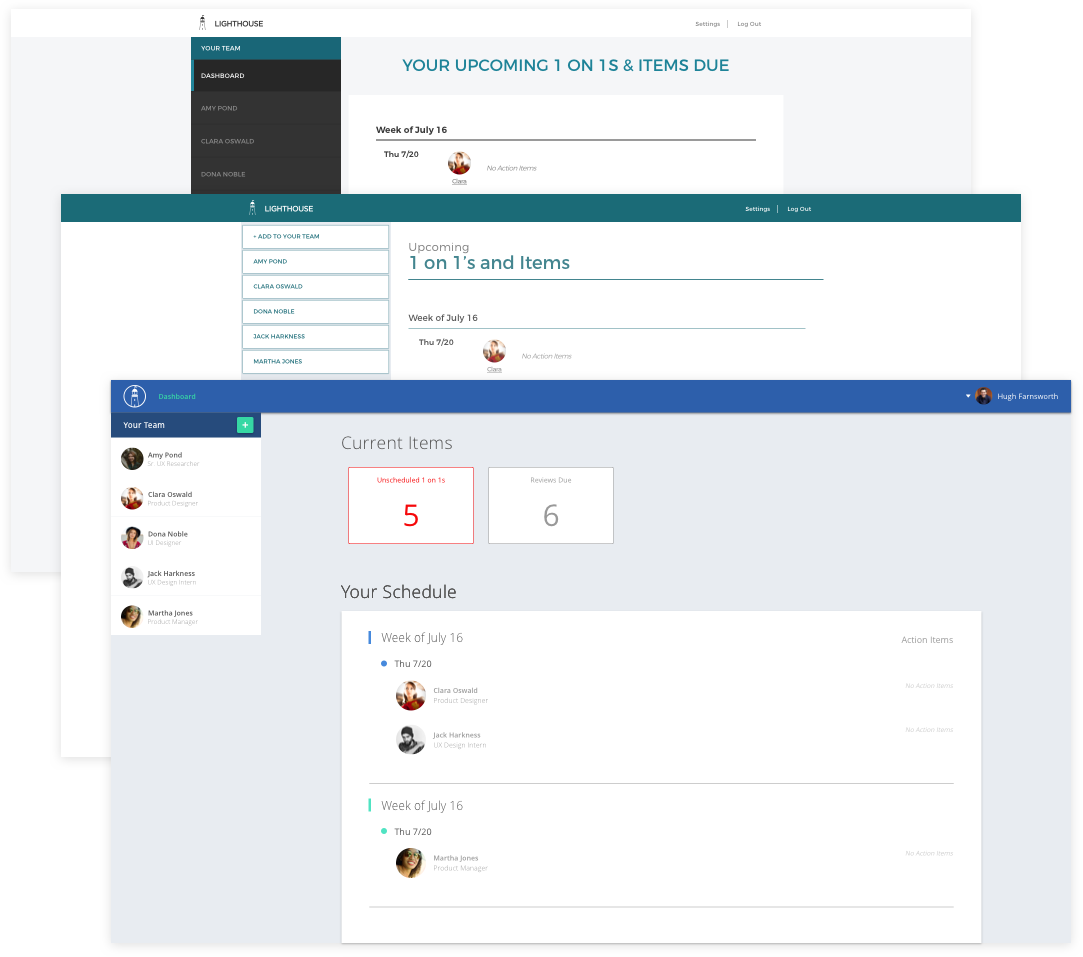 LIGHTHOUSE
Settings
Log Out
YOUR TEAM
DASHBOARD
AMY POND
CLARA OSWALD
DONA NOBLE
YOUR UPCOMING 1 ON 1S & ITEMS DUE
Week of July 16
Thu 7/20
Clara
No Action Items
LIGHTHOUSE
Settings
Log Out
+ ADD TO YOUR TEAM
AMY POND
CLARA OSWALD
DONA NOBLE
JACK HARKNESS
MARTHA JONES
Upcoming
1 on 1's and Items
Week of July 16
Thu 7/20
Clara
No Action Items
Dashboard
Hugh Farnsworth
Your Team
+
Amy Pond
Sr. UX Researcher
Clara Oswald
Product Designer
Dona Noble
UI Designer
Jack Harkness
UX Design Intern
Martha Jones
Product Manager
Current Items
Unscheduled 1 on 1s
5
Reviews Due
6
Your Schedule
Week of July 16
Action Items
Thu 7/20
Clara Oswald
Product Designer
No Action Items
Jack Harkness
UX Design Intern
No Action Items
Week of July 16
Thu 7/20
Martha Jones
Product Manager
No Action Items